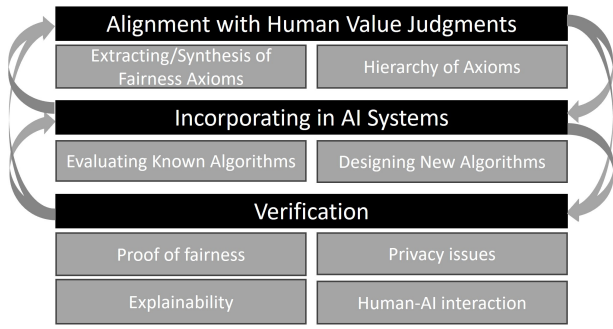 Alignment with Human Value Judgments
Extracting/Synthesis of
Fairness Axioms
Hierarchy of Axioms
Incorporating in AI Systems
Evaluating Known Algorithms
Designing New Algorithms
Verification
Proof of fairness
Privacy issues
Explainability
Human-AI interaction